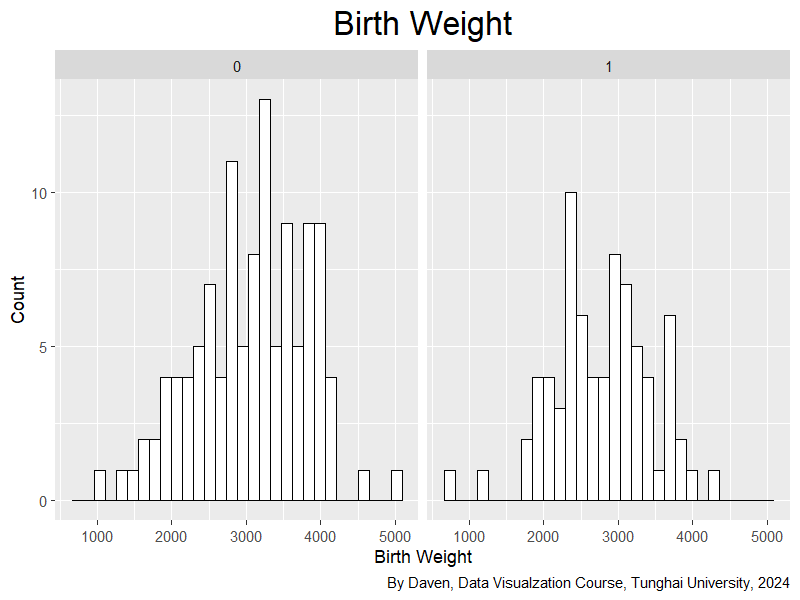 Birth Weight
0 1
10
5
0
Count
1000 2000 3000 4000 5000 1000 2000 3000 4000 5000
Birth Weight
By Daven, Data Visualzation Course, Tunghai University, 2024